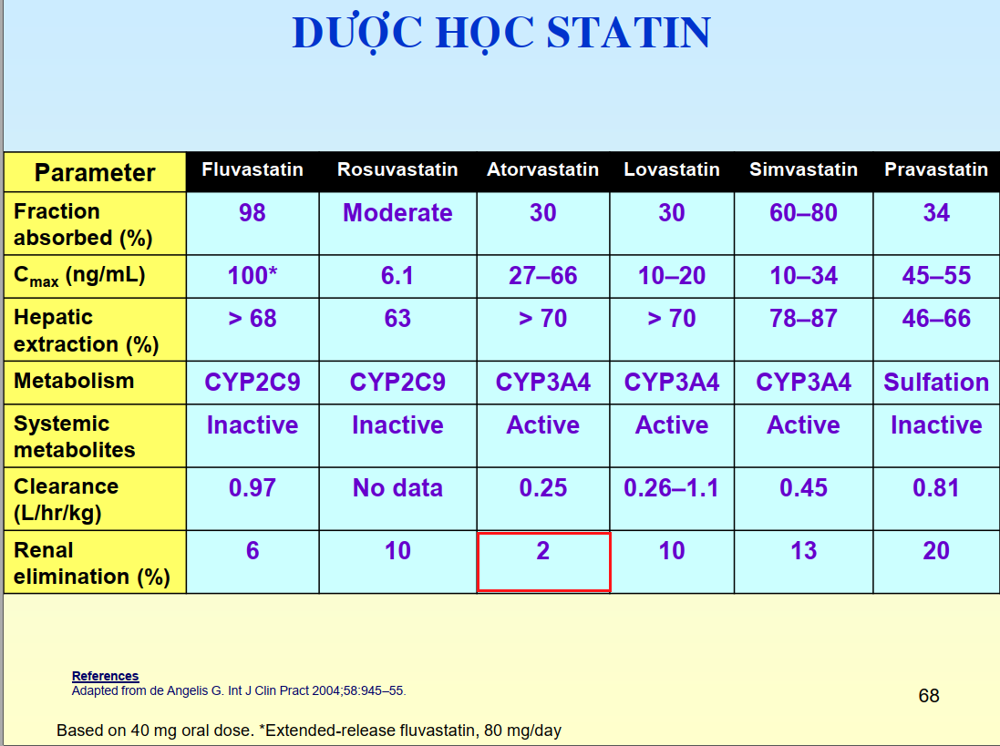 DƯỢC HỌC STATIN
Parameter Fluvastatin Rosuvastatin Atorvastatin Lovastatin Simvastatin Pravastatin
Fraction absorbed (%) 98 Moderate 30 30 60–80 34
Cmax (ng/mL) 100* 6.1 27–66 10–20 10–34 45–55
Hepatic extraction (%) > 68 63 > 70 > 70 78–87 46–66
Metabolism CYP2C9 CYP2C9 CYP3A4 CYP3A4 CYP3A4 Sulfation
Systemic metabolites Inactive Inactive Active Active Active Inactive
Clearance (L/hr/kg) 0.97 No data 0.25 0.26–1.1 0.45 0.81
Renal elimination (%) 6 10 2 10 13 20
References
Adapted from de Angelis G. Int J Clin Pract 2004;58:945–55.
68
Based on 40 mg oral dose. *Extended-release fluvastatin, 80 mg/day